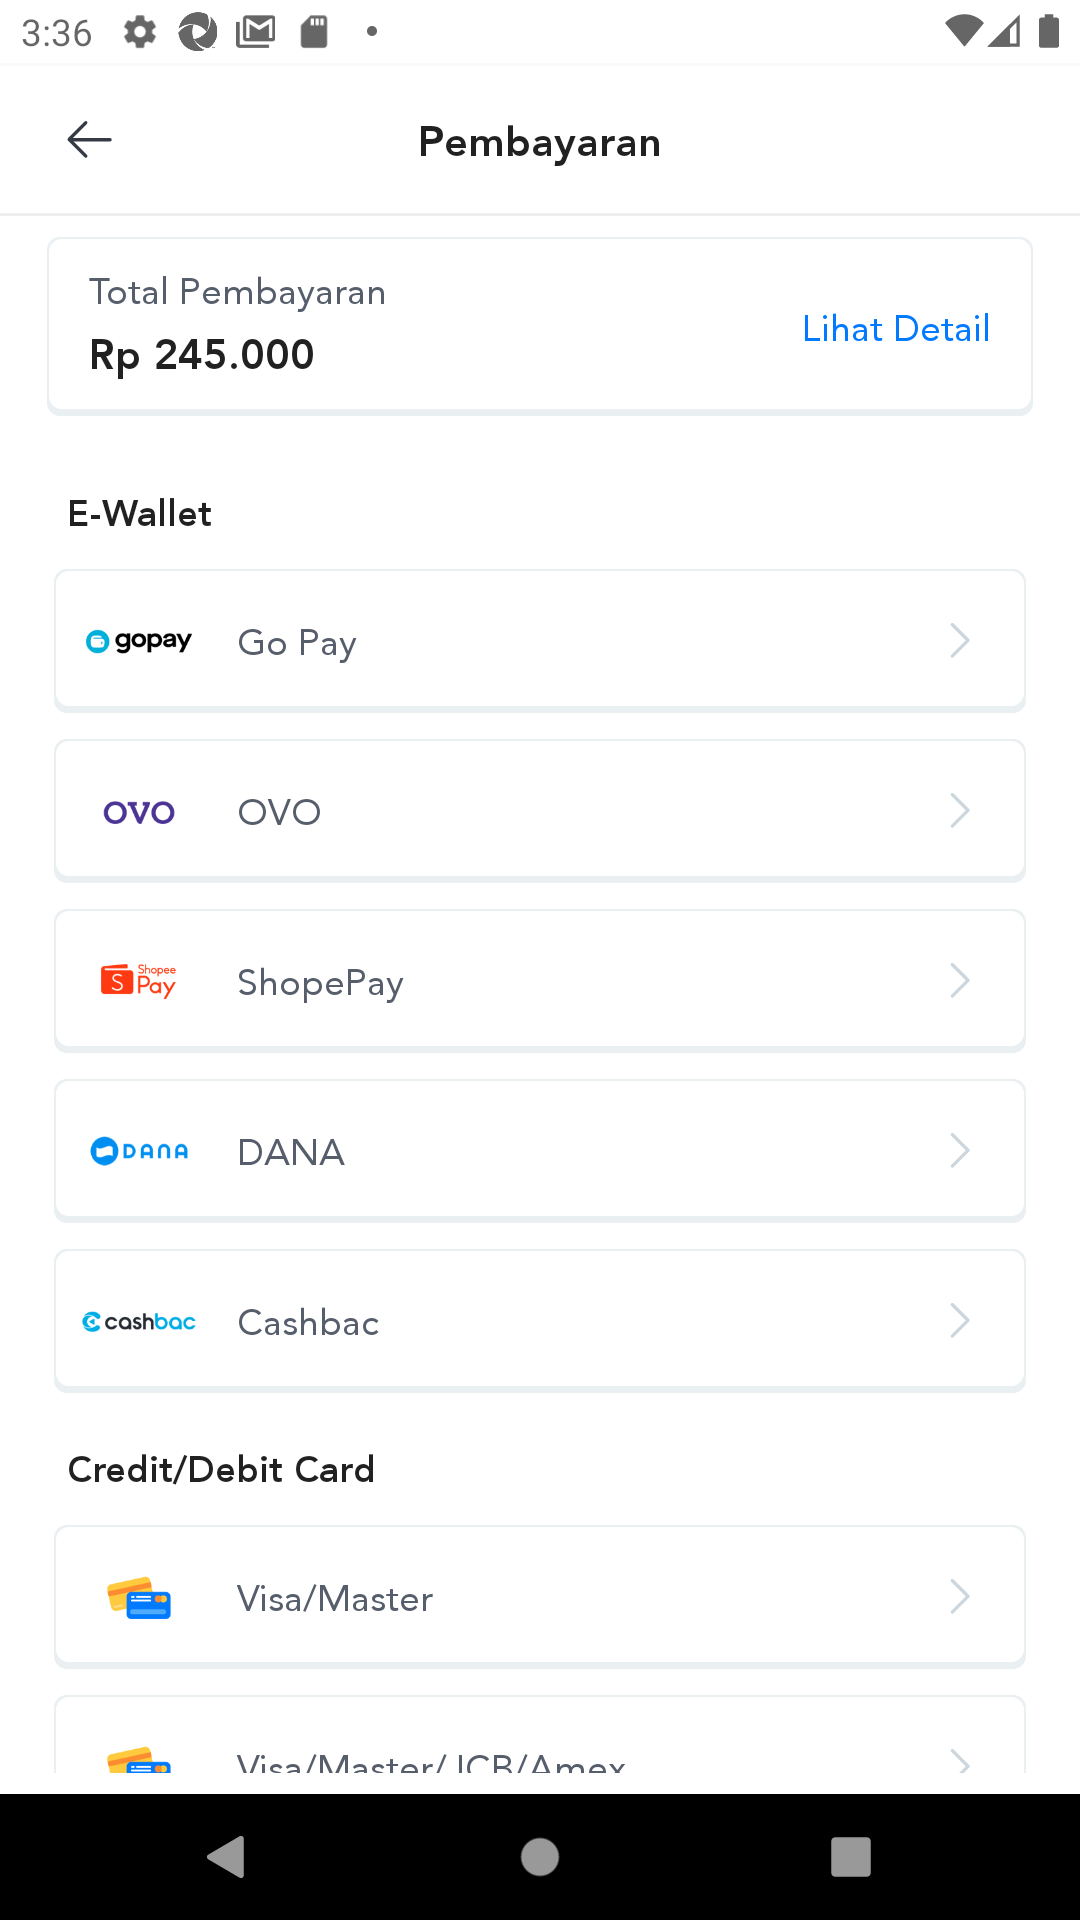 3:36
Pembayaran
Total Pembayaran
Rp 245.000
Lihat Detail
E-Wallet
gopay Go Pay
OVO OVO
Shopee Pay ShopePay
DANA DANA
cashbac Cashbac
Credit/Debit Card
Visa/Master
Visa/Master/JCB/Amex